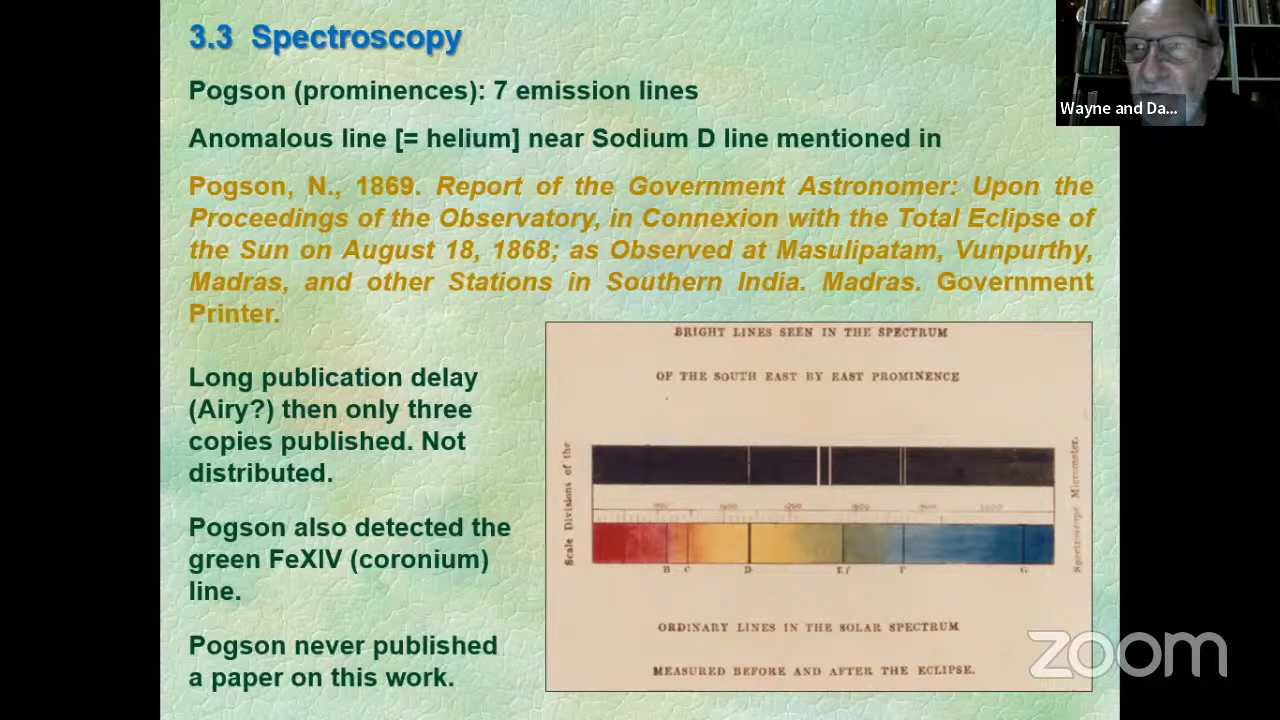 3.3 Spectroscopy
Wayne and Da...
Pogson (prominences): 7 emission lines
Anomalous line [= helium] near Sodium D line mentioned in
Pogson, N., 1869. Report of the Government Astronomer: Upon the
Proceedings of the Observatory, in Connexion with the Total Eclipse of
the Sun on August 18, 1868; as Observed at Masulipatam, Vunpurthy,
Madras, and other Stations in Southern India. Madras. Government
Printer.
Long publication delay
(Airy?) then only three
copies published. Not
distributed.
Pogson also detected the
green FeXIV (coronium)
line.
Pogson never published
a paper on this work.
BRIGHT LINES SEEN IN THE SPECTRUM
OF THE SOUTH EAST BY EAST PROMINENCE
Scale Divisions of the
Spectroscope Micrometer.
B C D E F G
ORDINARY LINES IN THE SOLAR SPECTRUM
MEASURED BEFORE AND AFTER THE ECLIPSE.
zoom